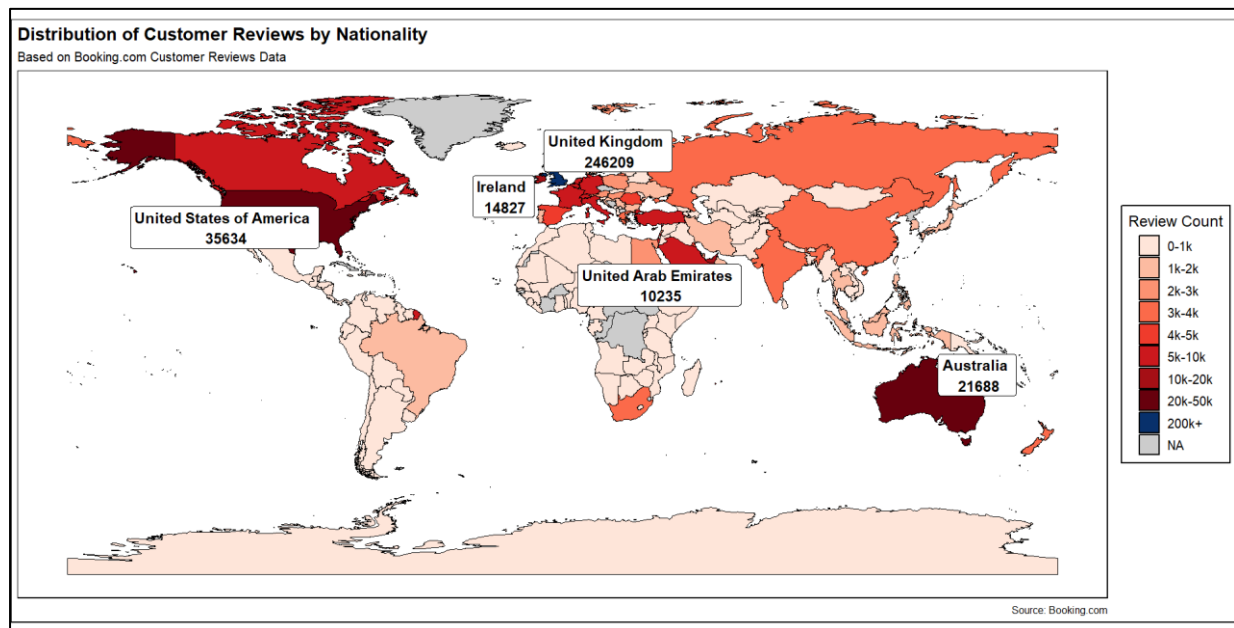 Distribution of Customer Reviews by Nationality
Based on Booking.com Customer Reviews Data
United Kingdom
246209
Ireland
14827
United States of America
35634
United Arab Emirates
10235
Australia
21688
Review Count
0-1k
1k-2k
2k-3k
3k-4k
4k-5k
5k-10k
10k-20k
20k-50k
200k+
NA
Source: Booking.com